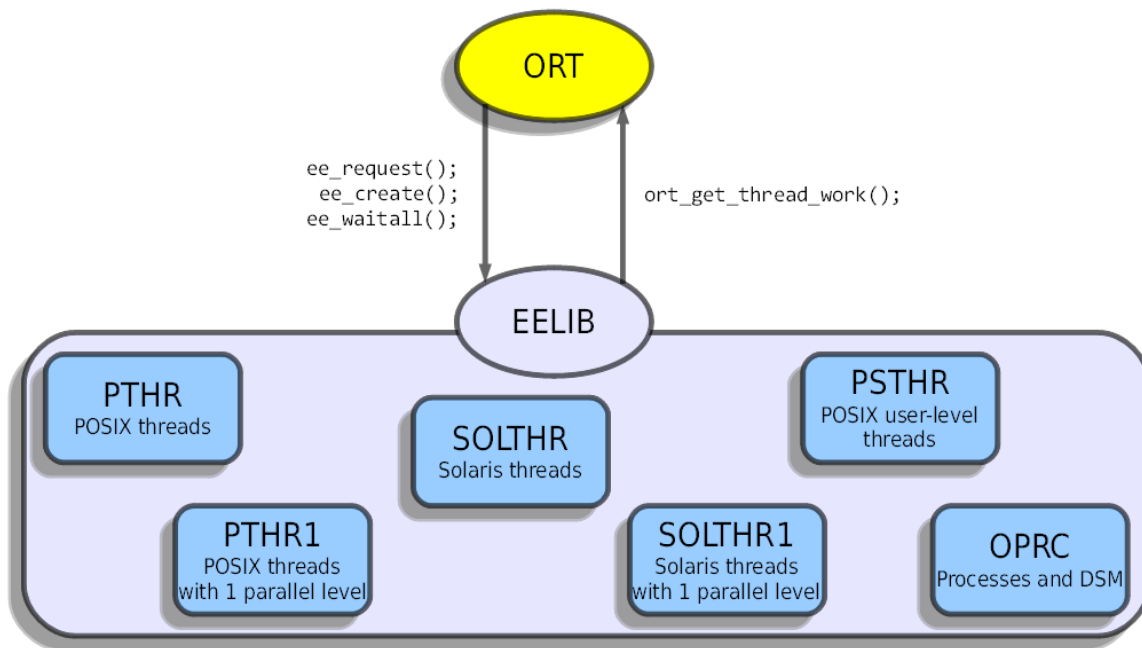 ORT
ee_request();
ee_create();
ee_waitall();
ort_get_thread_work();
EELIB
PTHR
POSIX threads
SOLTHR
Solaris threads
PSTHR
POSIX user-level
threads
PTHR1
POSIX threads
with 1 parallel level
SOLTHR1
Solaris threads
with 1 parallel level
OPRC
Processes and DSM